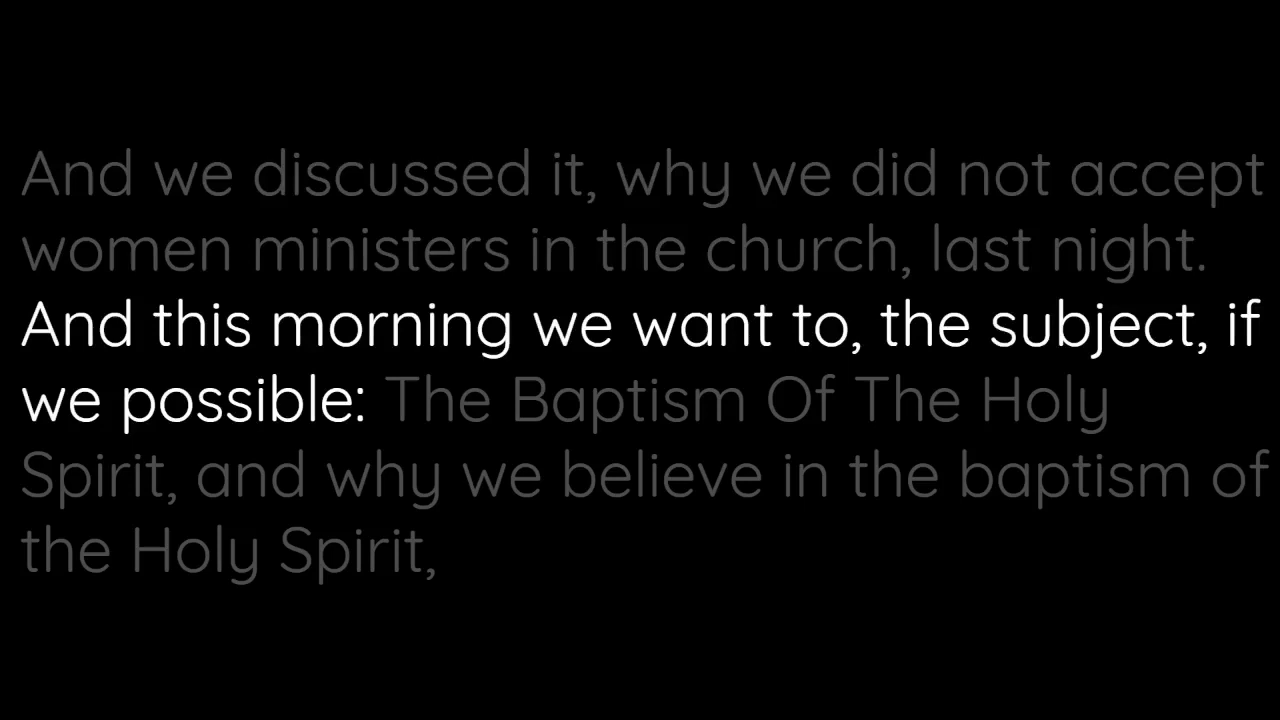 And we discussed it, why we did not accept
women ministers in the church, last night.
And this morning we want to, the subject, if
we possible: The Baptism Of The Holy
Spirit, and why we believe in the baptism of
the Holy Spirit,